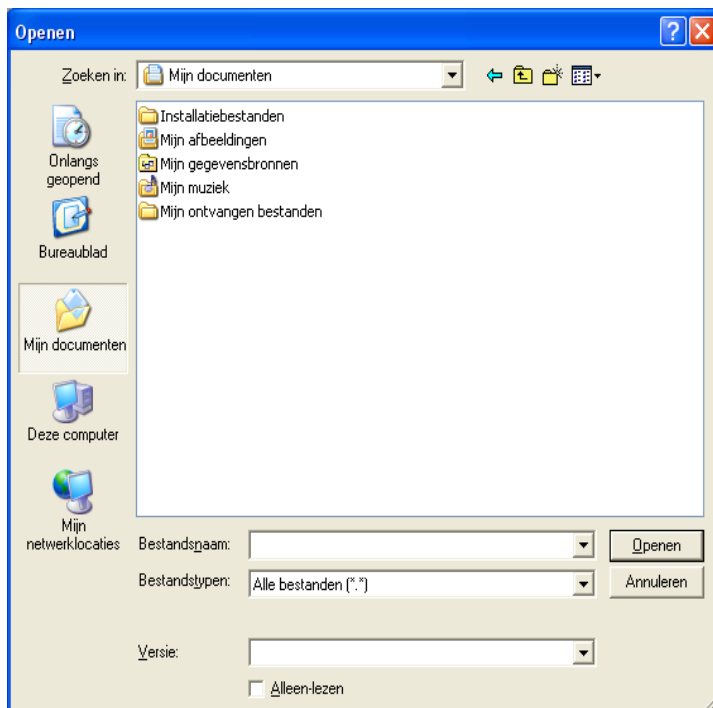 Openen
Zoeken in: Mijn documenten
Onlangs
geopend
Bureaublad
Mijn documenten
Deze computer
Mijn
netwerklocaties
Installatiebestanden
Mijn afbeeldingen
Mijn gegevensbronnen
Mijn muziek
Mijn ontvangen bestanden
Bestandsnaam:
Openen
Bestandstypen: Alle bestanden (*.*)
Annuleren
Versie:
Alleen-lezen